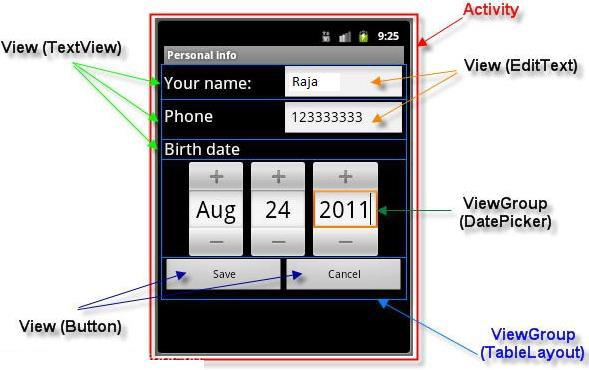 Activity
9:25
Personal info
View (TextView)
Your name:
Raja
View (EditText)
Phone
123333333
Birth date
+ + +
Aug 24 2011
− − −
ViewGroup
(DatePicker)
Save Cancel
View (Button)
ViewGroup
(TableLayout)